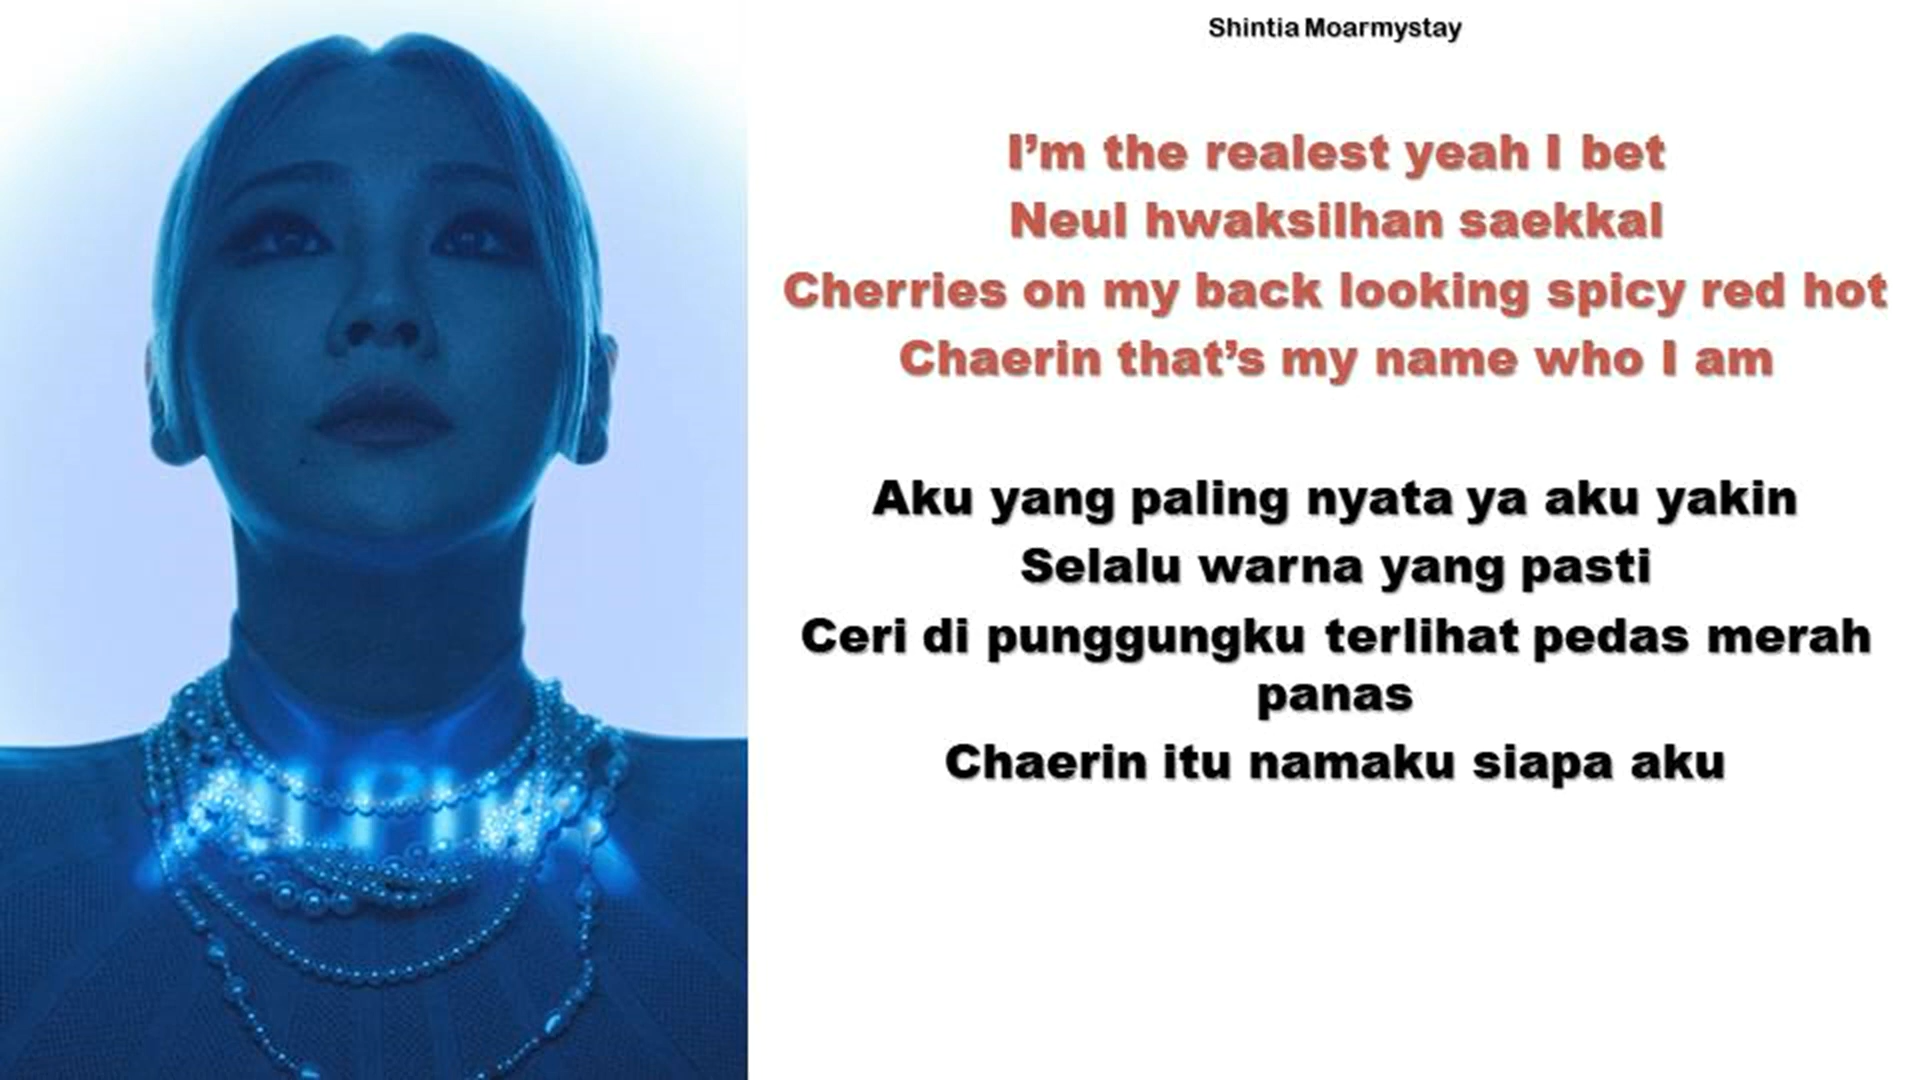 Shintia Moarmystay
I’m the realest yeah I bet
Neul hwaksilhan saekkal
Cherries on my back looking spicy red hot
Chaerin that’s my name who I am
Aku yang paling nyata ya aku yakin
Selalu warna yang pasti
Ceri di punggungku terlihat pedas merah
panas
Chaerin itu namaku siapa aku